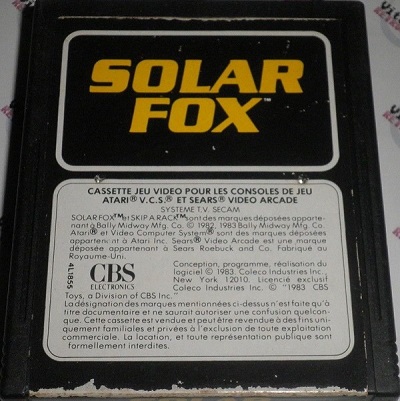 SOLAR
FOX™
CASSETTE JEU VIDEO POUR LES CONSOLES DE JEU
ATARI® V.C.S.® ET SEARS® VIDEO ARCADE
SYSTEME T.V. SECAM
SOLAR FOX™ et SKIP A RACK™ sont des marques déposées apparte-
nant à Bally Midway Mfg. Co. © 1982, 1983 Bally Midway Mfg. Co.
Atari® et Video Computer System® sont des marques déposées
appartenant à Atari Inc. Sears® Video Arcade est une marque
déposée appartenant à Sears Roebuck and Co. Fabriqué au
Royaume-Uni.
4L1855
CBS
ELECTRONICS
Conception, programme, réalisation du
logiciel © 1983. Coleco Industries Inc.,
New York 12010. Licencié exclusif
Coleco Industries Inc. © "1983 CBS
Toys, a Division of CBS Inc."
La désignation des marques mentionnées ci-dessus n'est faite qu'à
titre documentaire et ne saurait autoriser une confusion quelcon-
que. Cette cassette est vendue et peut être revendue à des fins uni-
quement familiales et privées à l'exclusion de toute exploitation
commerciale. La location, et toute représentation publique sont
formellement interdites.